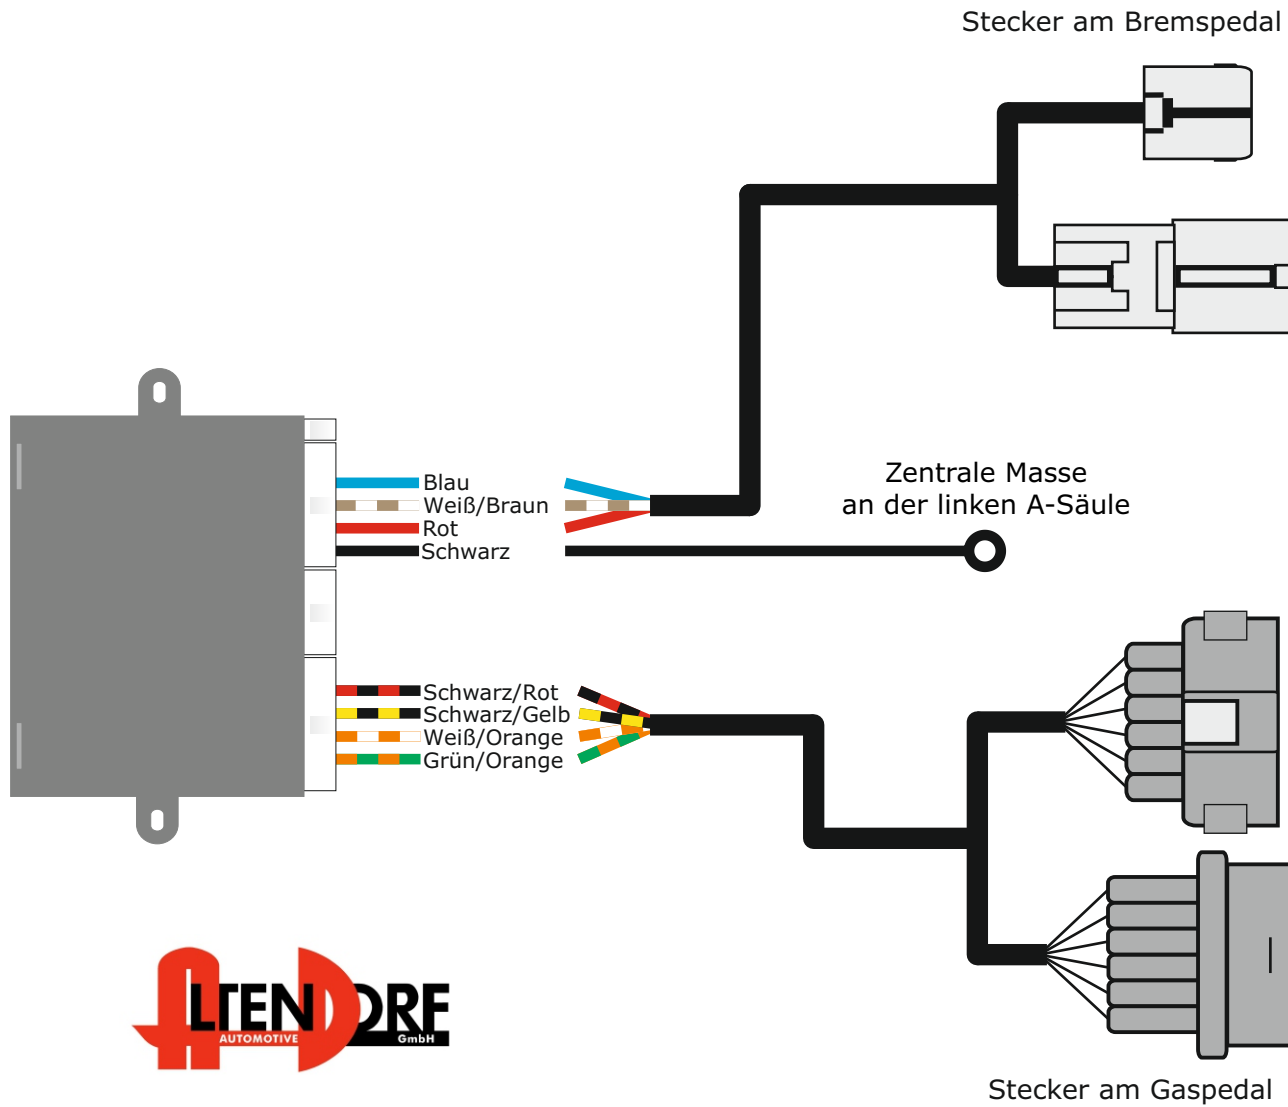 Stecker am Bremspedal
Blau
Weiß/Braun
Rot
Schwarz
Zentrale Masse
an der linken A-Säule
Schwarz/Rot
Schwarz/Gelb
Weiß/Orange
Grün/Orange
ALTENDORF
AUTOMOTIVE
GmbH
Stecker am Gaspedal